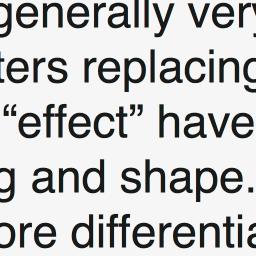 generally very
ters replacing
“effect” have
g and shape.
ore differentia